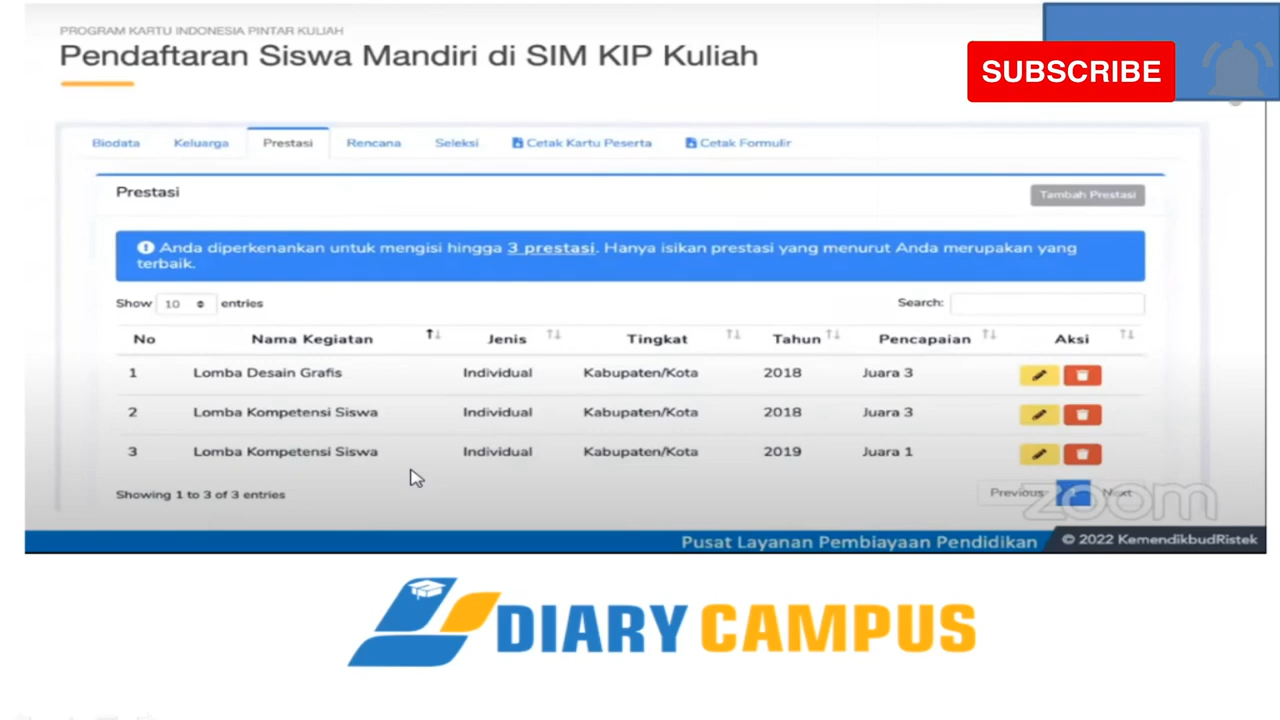 PROGRAM KARTU INDONESIA PINTAR KULIAH
Pendaftaran Siswa Mandiri di SIM KIP Kuliah
SUBSCRIBE
Biodata Keluarga Prestasi Rencana Seleksi Cetak Kartu Peserta Cetak Formulir
Prestasi Tambah Prestasi
Anda diperkenankan untuk mengisi hingga 3 prestasi. Hanya isikan prestasi yang menurut Anda merupakan yang
terbaik.
Show 10 entries Search:
No Nama Kegiatan Jenis Tingkat Tahun Pencapaian Aksi
1 Lomba Desain Grafis Individual Kabupaten/Kota 2018 Juara 3
2 Lomba Kompetensi Siswa Individual Kabupaten/Kota 2018 Juara 3
3 Lomba Kompetensi Siswa Individual Kabupaten/Kota 2019 Juara 1
Showing 1 to 3 of 3 entries Previous 1 Next
zoom
Pusat Layanan Pembiayaan Pendidikan © 2022 KemendikbudRistek
DIARY CAMPUS